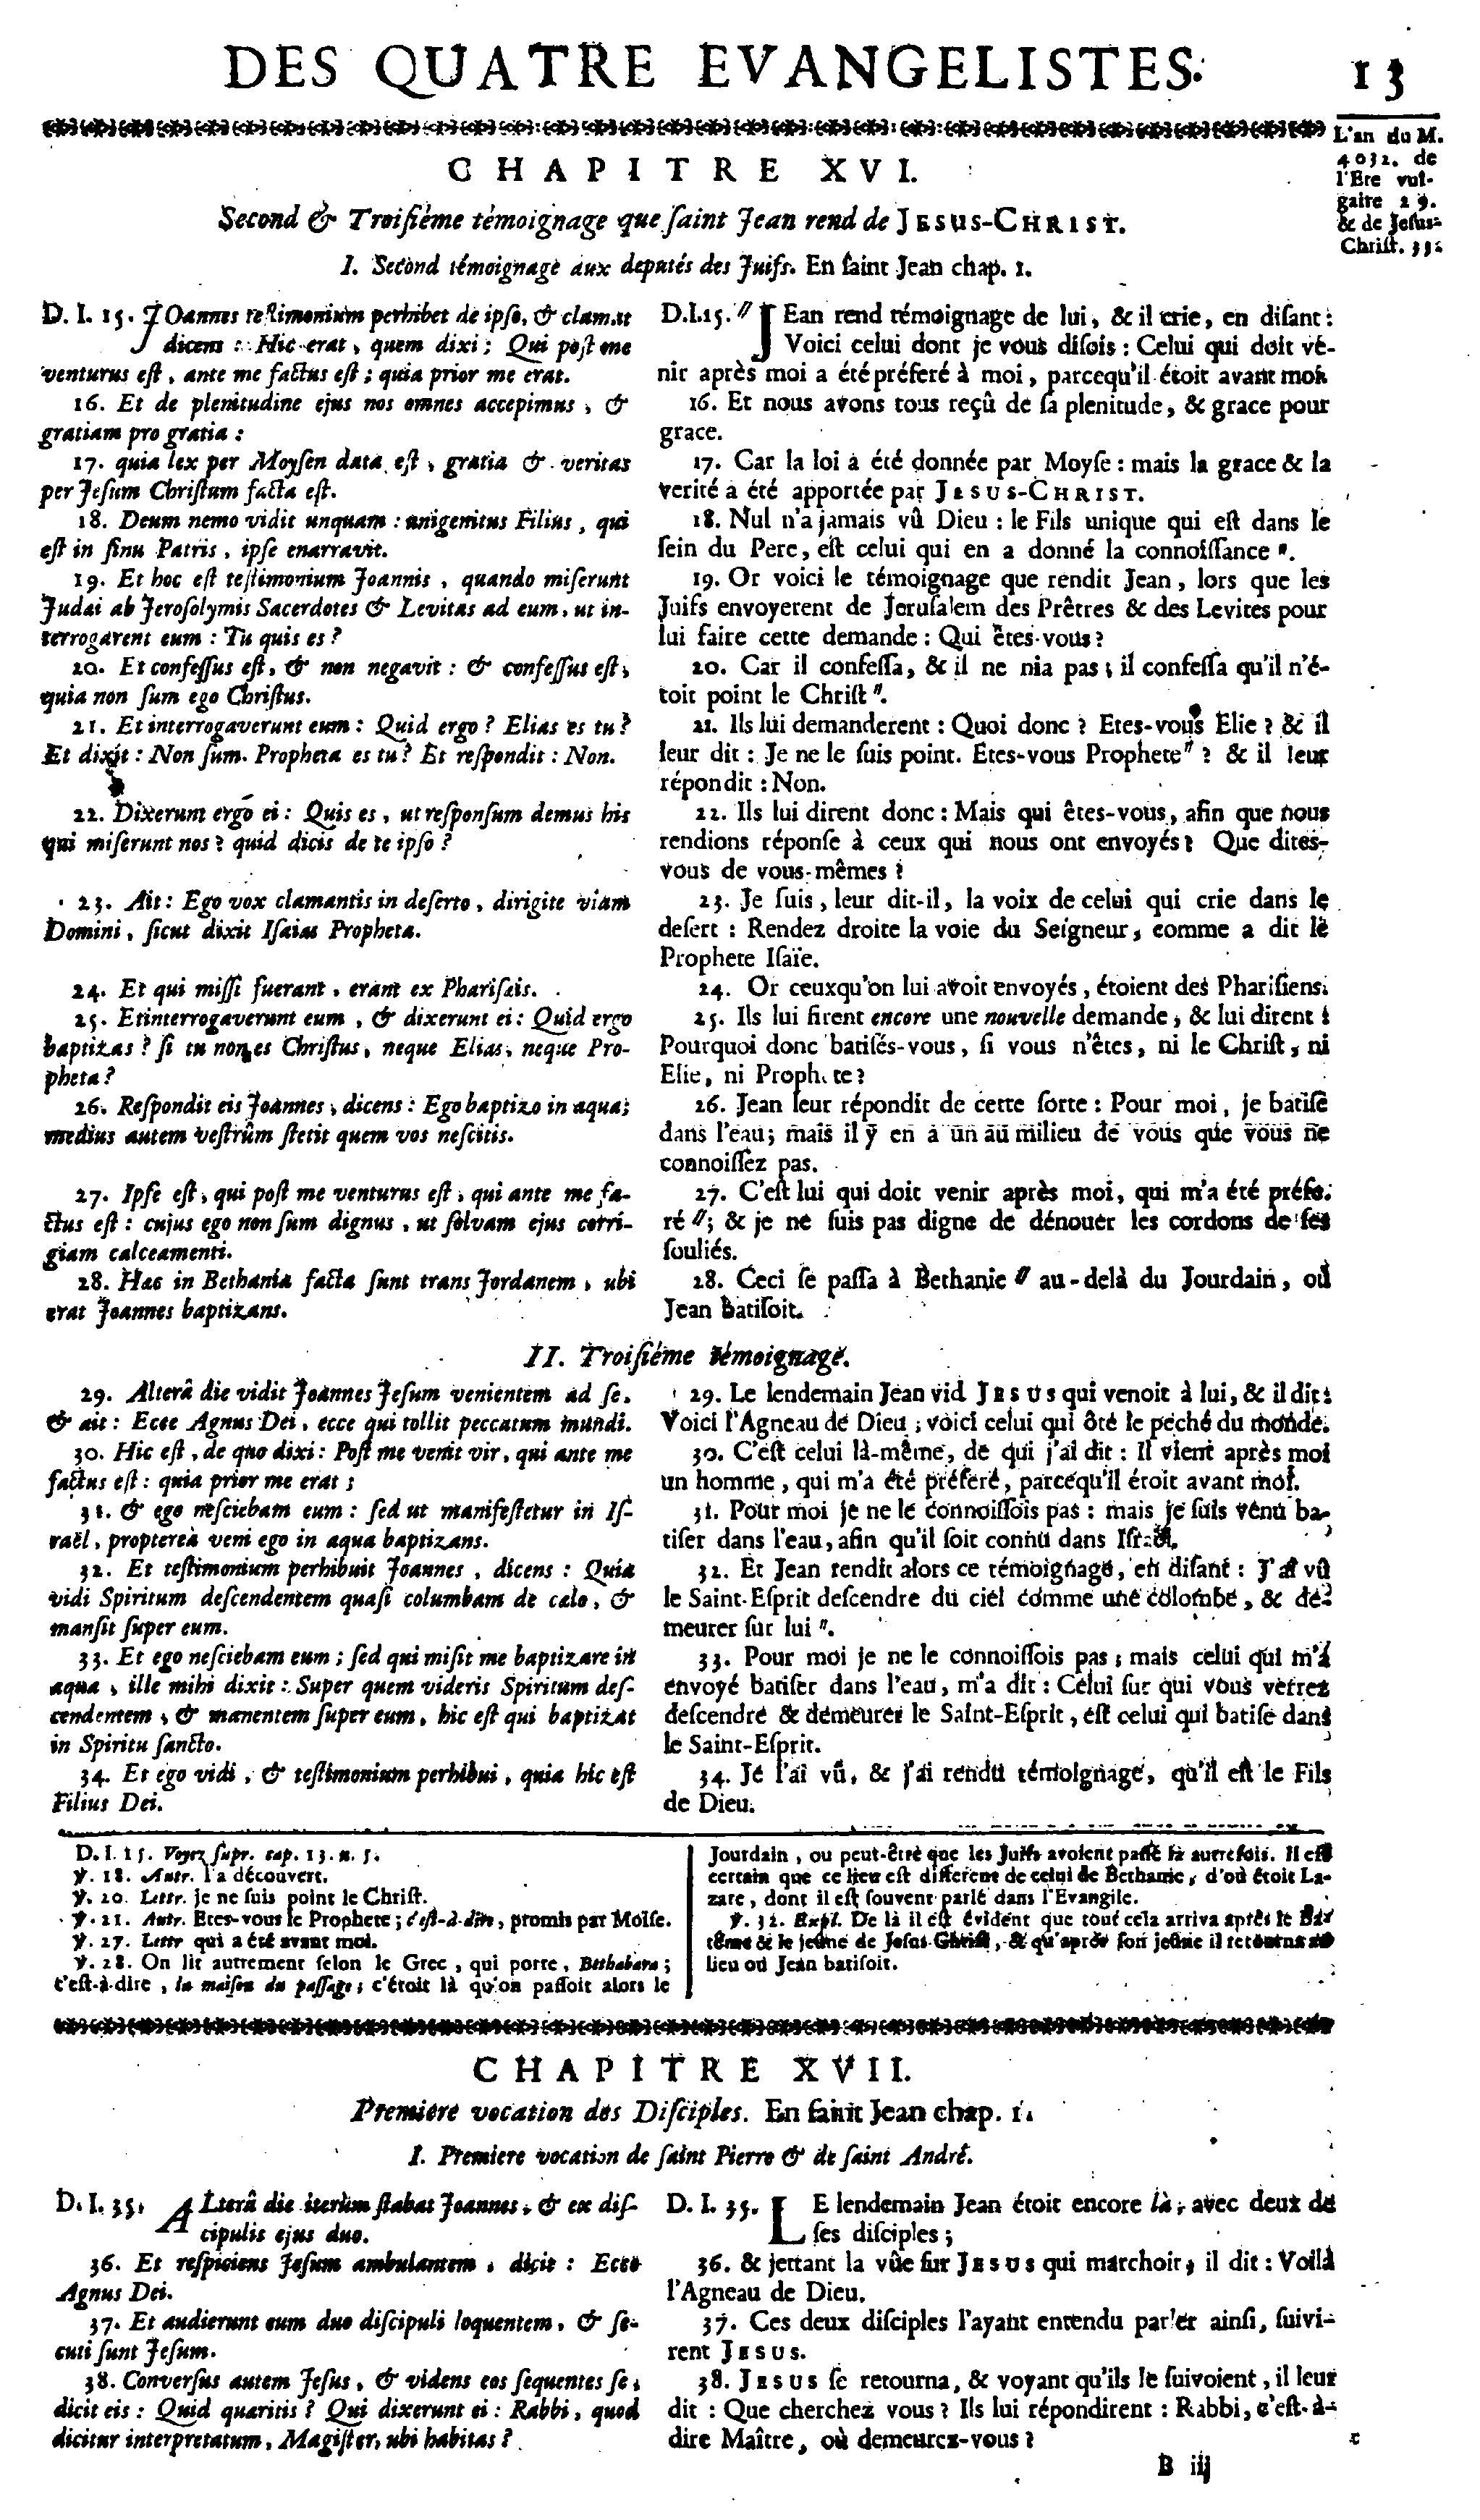 DES QUATRE EVANGELISTES.
13
L'an du M.
4032. de
l'Ere vul-
gaire 29.
& de Jesus-
Christ. 33.
CHAPITRE XVI.
Second & Troisiéme témoignage que saint Jean rend de JESUS-CHRIST.
I. Second témoignage aux deputés des Juifs. En saint Jean chap. 1.
D. I. 15. JOannes testimonium perhibet de ipso, & clamat
dicens : Hic erat, quem dixi ; Qui post me
venturus est, ante me factus est ; quia prior me erat.
16. Et de plenitudine ejus nos omnes accepimus, &
gratiam pro gratia :
17. quia lex per Moysen data est, gratia & veritas
per Jesum Christum facta est.
18. Deum nemo vidit unquam : unigenitus Filius, qui
est in sinu Patris, ipse enarravit.
19. Et hoc est testimonium Joannis, quando miserunt
Judæi ab Jerosolymis Sacerdotes & Levitas ad eum, ut in-
terrogarent eum : Tu quis es ?
20. Et confessus est, & non negavit : & confessus est,
quia non sum ego Christus.
21. Et interrogaverunt eum : Quid ergo ? Elias es tu ?
Et dixit : Non sum. Propheta es tu ? Et respondit : Non.
22. Dixerunt ergo ei : Quis es, ut responsum demus his
qui miserunt nos ? quid dicis de te ipso ?
23. Ait : Ego vox clamantis in deserto, dirigite viam
Domini, sicut dixit Isaias Propheta.
24. Et qui missi fuerant, erant ex Pharisæis.
25. Et interrogaverunt eum, & dixerunt ei : Quid ergo
baptizas ? si tu non es Christus, neque Elias, neque Pro-
pheta ?
26. Respondit eis Joannes, dicens : Ego baptizo in aqua ;
medius autem vestrûm stetit quem vos nescitis.
27. Ipse est, qui post me venturus est, qui ante me fa-
ctus est : cujus ego non sum dignus, ut solvam ejus corri-
giam calceamenti.
28. Hæc in Bethania facta sunt trans Jordanem, ubi
erat Joannes baptizans.
D.I.15. " JEan rend témoignage de lui, & il crie, en disant :
Voici celui dont je vous disois : Celui qui doit ve-
nir après moi a été préferé à moi, parcequ'il étoit avant moi.
16. Et nous avons tous reçû de sa plenitude, & grace pour
grace.
17. Car la loi a été donnée par Moyse : mais la grace & la
verité a été apportée par JESUS-CHRIST.
18. Nul n'a jamais vû Dieu : le Fils unique qui est dans le
sein du Pere, est celui qui en a donné la connoissance ".
19. Or voici le témoignage que rendit Jean, lors que les
Juifs envoyerent de Jerusalem des Prêtres & des Levites pour
lui faire cette demande : Qui êtes-vous ?
20. Car il confessa, & il ne nia pas ; il confessa qu'il n'é-
toit point le Christ ".
21. Ils lui demanderent : Quoi donc ? Etes-vous Elie ? & il
leur dit : Je ne le suis point. Etes-vous Prophete " ? & il leur
répondit : Non.
22. Ils lui dirent donc : Mais qui êtes-vous, afin que nous
rendions réponse à ceux qui nous ont envoyés ? Que dites-
vous de vous-mêmes ?
23. Je suis, leur dit-il, la voix de celui qui crie dans le
desert : Rendez droite la voie du Seigneur, comme a dit le
Prophete Isaïe.
24. Or ceux qu'on lui avoit envoyés, étoient des Pharisiens.
25. Ils lui firent encore une nouvelle demande, & lui dirent :
Pourquoi donc batisés-vous, si vous n'êtes, ni le Christ, ni
Elie, ni Prophete ?
26. Jean leur répondit de cette sorte : Pour moi, je batise
dans l'eau ; mais il y en a un au milieu de vous que vous ne
connoissez pas.
27. C'est lui qui doit venir après moi, qui m'a été préfe-
ré " ; & je ne suis pas digne de dénouer les cordons de ses
souliés.
28. Ceci se passa à Bethanie " au-delà du Jourdain, où
Jean batisoit.
II. Troisiéme témoignage.
29. Alterâ die vidit Joannes Jesum venientem ad se,
& ait : Ecce Agnus Dei, ecce qui tollit peccatum mundi.
30. Hic est, de quo dixi : Post me venit vir, qui ante me
factus est : quia prior me erat ;
31. & ego nesciebam eum : sed ut manifestetur in Is-
raël, propterea veni ego in aqua baptizans.
32. Et testimonium perhibuit Joannes, dicens : Quia
vidi Spiritum descendentem quasi columbam de cælo, &
mansit super eum.
33. Et ego nesciebam eum ; sed qui misit me baptizare in
aqua, ille mihi dixit : Super quem videris Spiritum des-
cendentem, & manentem super eum, hic est qui baptizat
in Spiritu sancto.
34. Et ego vidi, & testimonium perhibui, quia hic est
Filius Dei.
29. Le lendemain Jean vid JESUS qui venoit à lui, & il dit :
Voici l'Agneau de Dieu ; voici celui qui ôte le peché du monde.
30. C'est celui là-même, de qui j'ai dit : Il vient après moi
un homme, qui m'a été préferé, parcequ'il étoit avant moi.
31. Pour moi je ne le connoissois pas : mais je suis venu ba-
tiser dans l'eau, afin qu'il soit connu dans Israël.
32. Et Jean rendit alors ce témoignage, en disant : J'ai vû
le Saint-Esprit descendre du ciel comme une colombe, & de-
meurer sur lui ".
33. Pour moi je ne le connoissois pas ; mais celui qui m'a
envoyé batiser dans l'eau, m'a dit : Celui sur qui vous verrez
descendre & demeurer le Saint-Esprit, est celui qui batise dans
le Saint-Esprit.
34. Je l'ai vû, & j'ai rendu témoignage, qu'il est le Fils
de Dieu.
D. I. 15. Voyez supr. cap. 13. n. 5.
℣. 18. Autr. l'a découvert.
℣. 20. Lettr. je ne suis point le Christ.
℣. 21. Autr. Etes-vous le Prophete ; c'est-à-dire, promis par Moïse.
℣. 27. Lettr qui a été avant moi.
℣. 28. On lit autrement selon le Grec, qui porte, Bethabara ;
c'est-à-dire, la maison du passage ; c'étoit là qu'on passoit alors le
Jourdain, ou peut-être que les Juifs avoient passé là autrefois. Il est
certain que ce lieu est different de celui de Bethanie, d'où étoit La-
zare, dont il est souvent parlé dans l'Evangile.
℣. 32. Expl. De là il est évident que tout cela arriva après le Bâ-
tême & le jeûne de Jesus-Christ, & qu'après son jeûne il retourna au
lieu où Jean batisoit.
CHAPITRE XVII.
Premiere vocation des Disciples. En saint Jean chap. 1.
I. Premiere vocation de saint Pierre & de saint André.
D. I. 35. ALterâ die iterùm stabat Joannes, & ex dis-
cipulis ejus duo.
36. Et respiciens Jesum ambulantem, dicit : Ecce
Agnus Dei.
37. Et audierunt eum duo discipuli loquentem, & se-
cuti sunt Jesum.
38. Conversus autem Jesus, & videns eos sequentes se,
dicit eis : Quid quæritis ? Qui dixerunt ei : Rabbi, quod
dicitur interpretatum, Magister, ubi habitas ?
D. I. 35. LE lendemain Jean étoit encore là, avec deux de
ses disciples ;
36. & jettant la vûe sur JESUS qui marchoit, il dit : Voilà
l'Agneau de Dieu.
37. Ces deux disciples l'ayant entendu parler ainsi, suivi-
rent JESUS.
38. JESUS se retourna, & voyant qu'ils le suivoient, il leur
dit : Que cherchez vous ? Ils lui répondirent : Rabbi, c'est-à-
dire Maître, où demeurez-vous ?
B iij